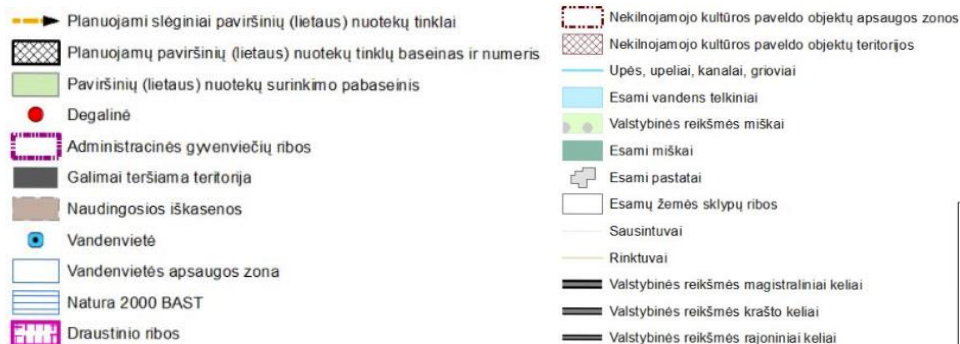 Planuojami slėginiai paviršinių (lietaus) nuotekų tinklai
Planuojamų paviršinių (lietaus) nuotekų tinklų baseinas ir numeris
Paviršinių (lietaus) nuotekų surinkimo pabaseinis
Degalinė
Administracinės gyvenviečių ribos
Galimai teršiama teritorija
Naudingosios iškasenos
Vandenvietė
Vandenvietės apsaugos zona
Natura 2000 BAST
Draustinio ribos
Nekilnojamojo kultūros paveldo objektų apsaugos zonos
Nekilnojamojo kultūros paveldo objektų teritorijos
Upės, upeliai, kanalai, grioviai
Esami vandens telkiniai
Valstybinės reikšmės miškai
Esami miškai
Esami pastatai
Esamų žemės sklypų ribos
Sausintuvai
Rinktuvai
Valstybinės reikšmės magistraliniai keliai
Valstybinės reikšmės krašto keliai
Valstybinės reikšmės rajoniniai keliai